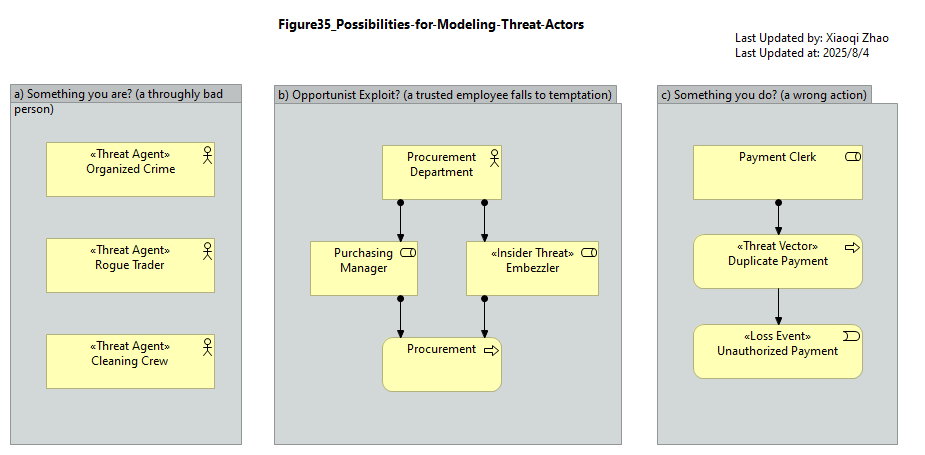 Figure35_Possibilities-for-Modeling-Threat-Actors
Last Updated by: Xiaoqi Zhao
Last Updated at: 2025/8/4
a) Something you are? (a throughly bad
person)
«Threat Agent»
Organized Crime
«Threat Agent»
Rogue Trader
«Threat Agent»
Cleaning Crew
b) Opportunist Exploit? (a trusted employee falls to temptation)
Procurement
Department
Purchasing
Manager
«Insider Threat»
Embezzler
Procurement
c) Something you do? (a wrong action)
Payment Clerk
«Threat Vector»
Duplicate Payment
«Loss Event»
Unauthorized Payment